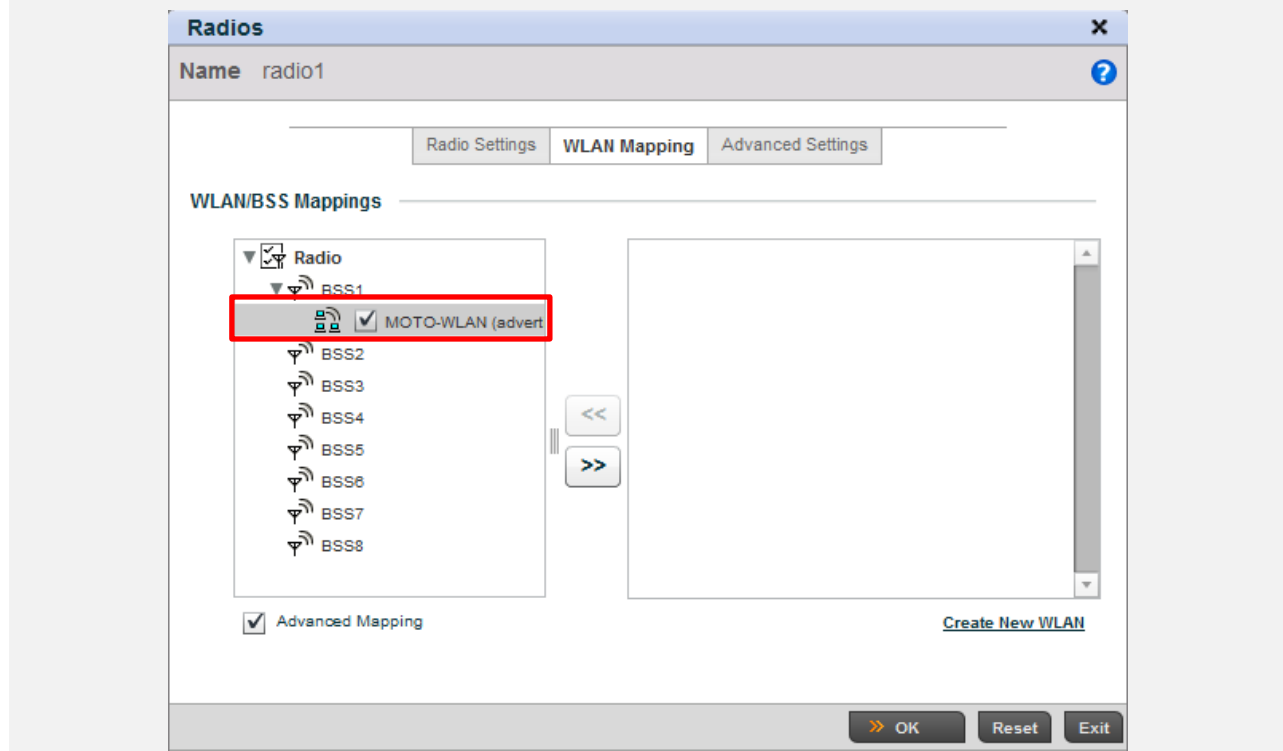 Radios
Name radio1
Radio Settings WLAN Mapping Advanced Settings
WLAN/BSS Mappings
Radio
BSS1
MOTO-WLAN (advert
BSS2
BSS3
BSS4
BSS5
BSS6
BSS7
BSS8
<<
>>
Advanced Mapping
Create New WLAN
OK Reset Exit